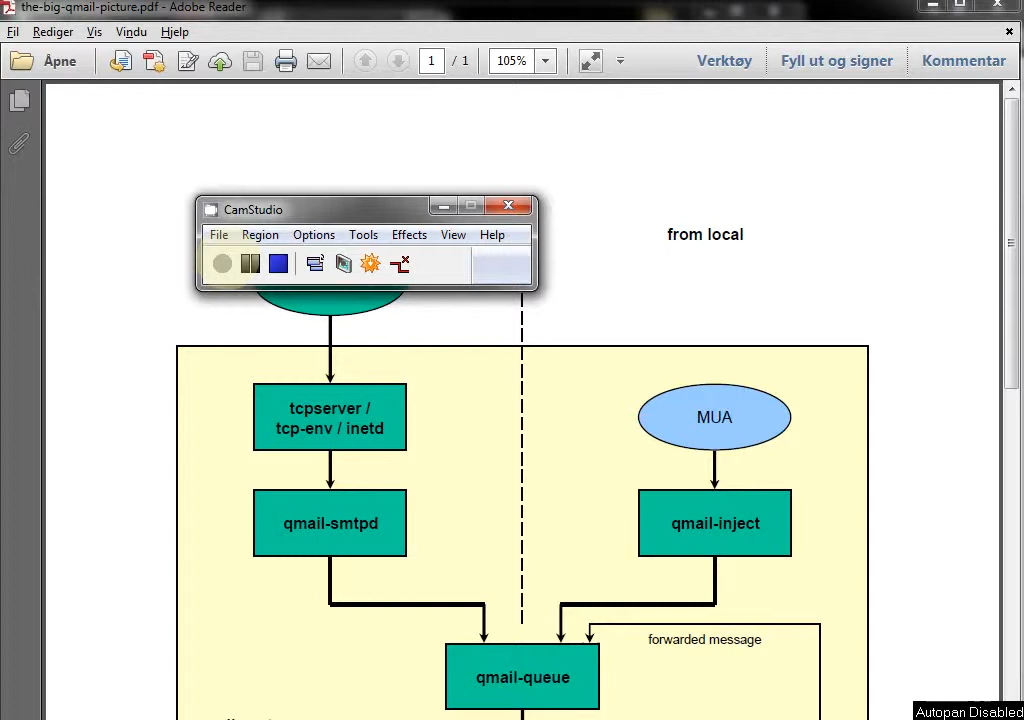 the-big-qmail-picture.pdf - Adobe Reader
Fil Rediger Vis Vindu Hjelp
Åpne 1 / 1 105% Verktøy Fyll ut og signer Kommentar
CamStudio
File Region Options Tools Effects View Help
from local
tcpserver /
tcp-env / inetd
MUA
qmail-smtpd
qmail-inject
forwarded message
qmail-queue
Autopan Disabled